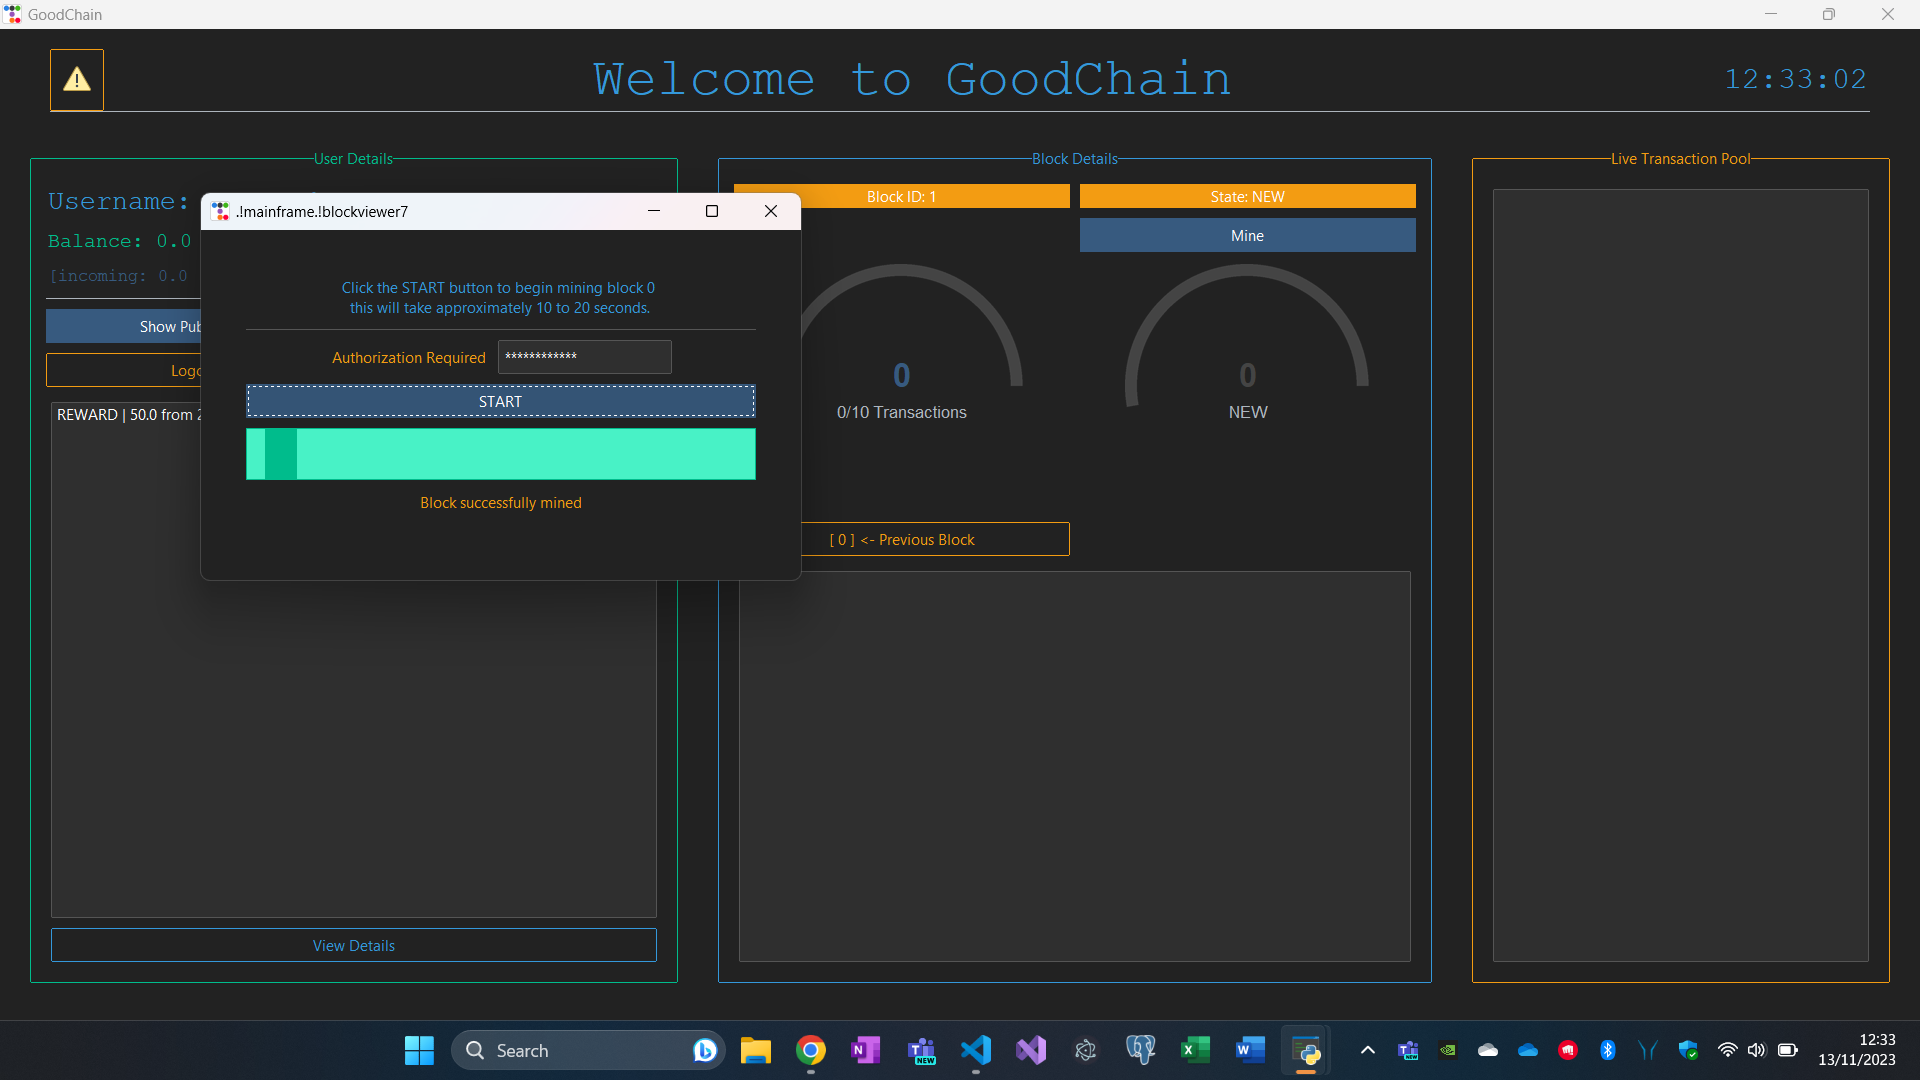 GoodChain
Welcome to GoodChain
12:33:02
User Details
Username:
Balance: 0.0
[incoming: 0.0
Show Pub
Logo
REWARD | 50.0 from 2
View Details
.!mainframe.!blockviewer7
Click the START button to begin mining block 0
this will take approximately 10 to 20 seconds.
Authorization Required
************
START
Block successfully mined
Block Details
Block ID: 1
State: NEW
Mine
0
0/10 Transactions
0
NEW
[ 0 ] <- Previous Block
Live Transaction Pool
Search
NEW
12:33
13/11/2023